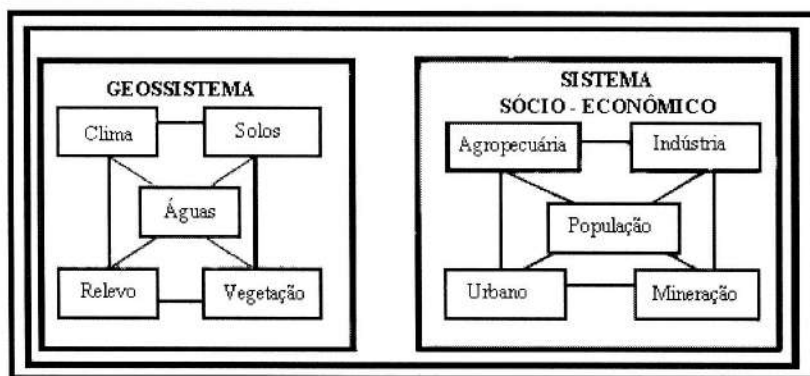 GEOSSISTEMA
Clima
Solos
Águas
Relevo
Vegetação
SISTEMA
SÓCIO - ECONÔMICO
Agropecuária
Indústria
População
Urbano
Mineração